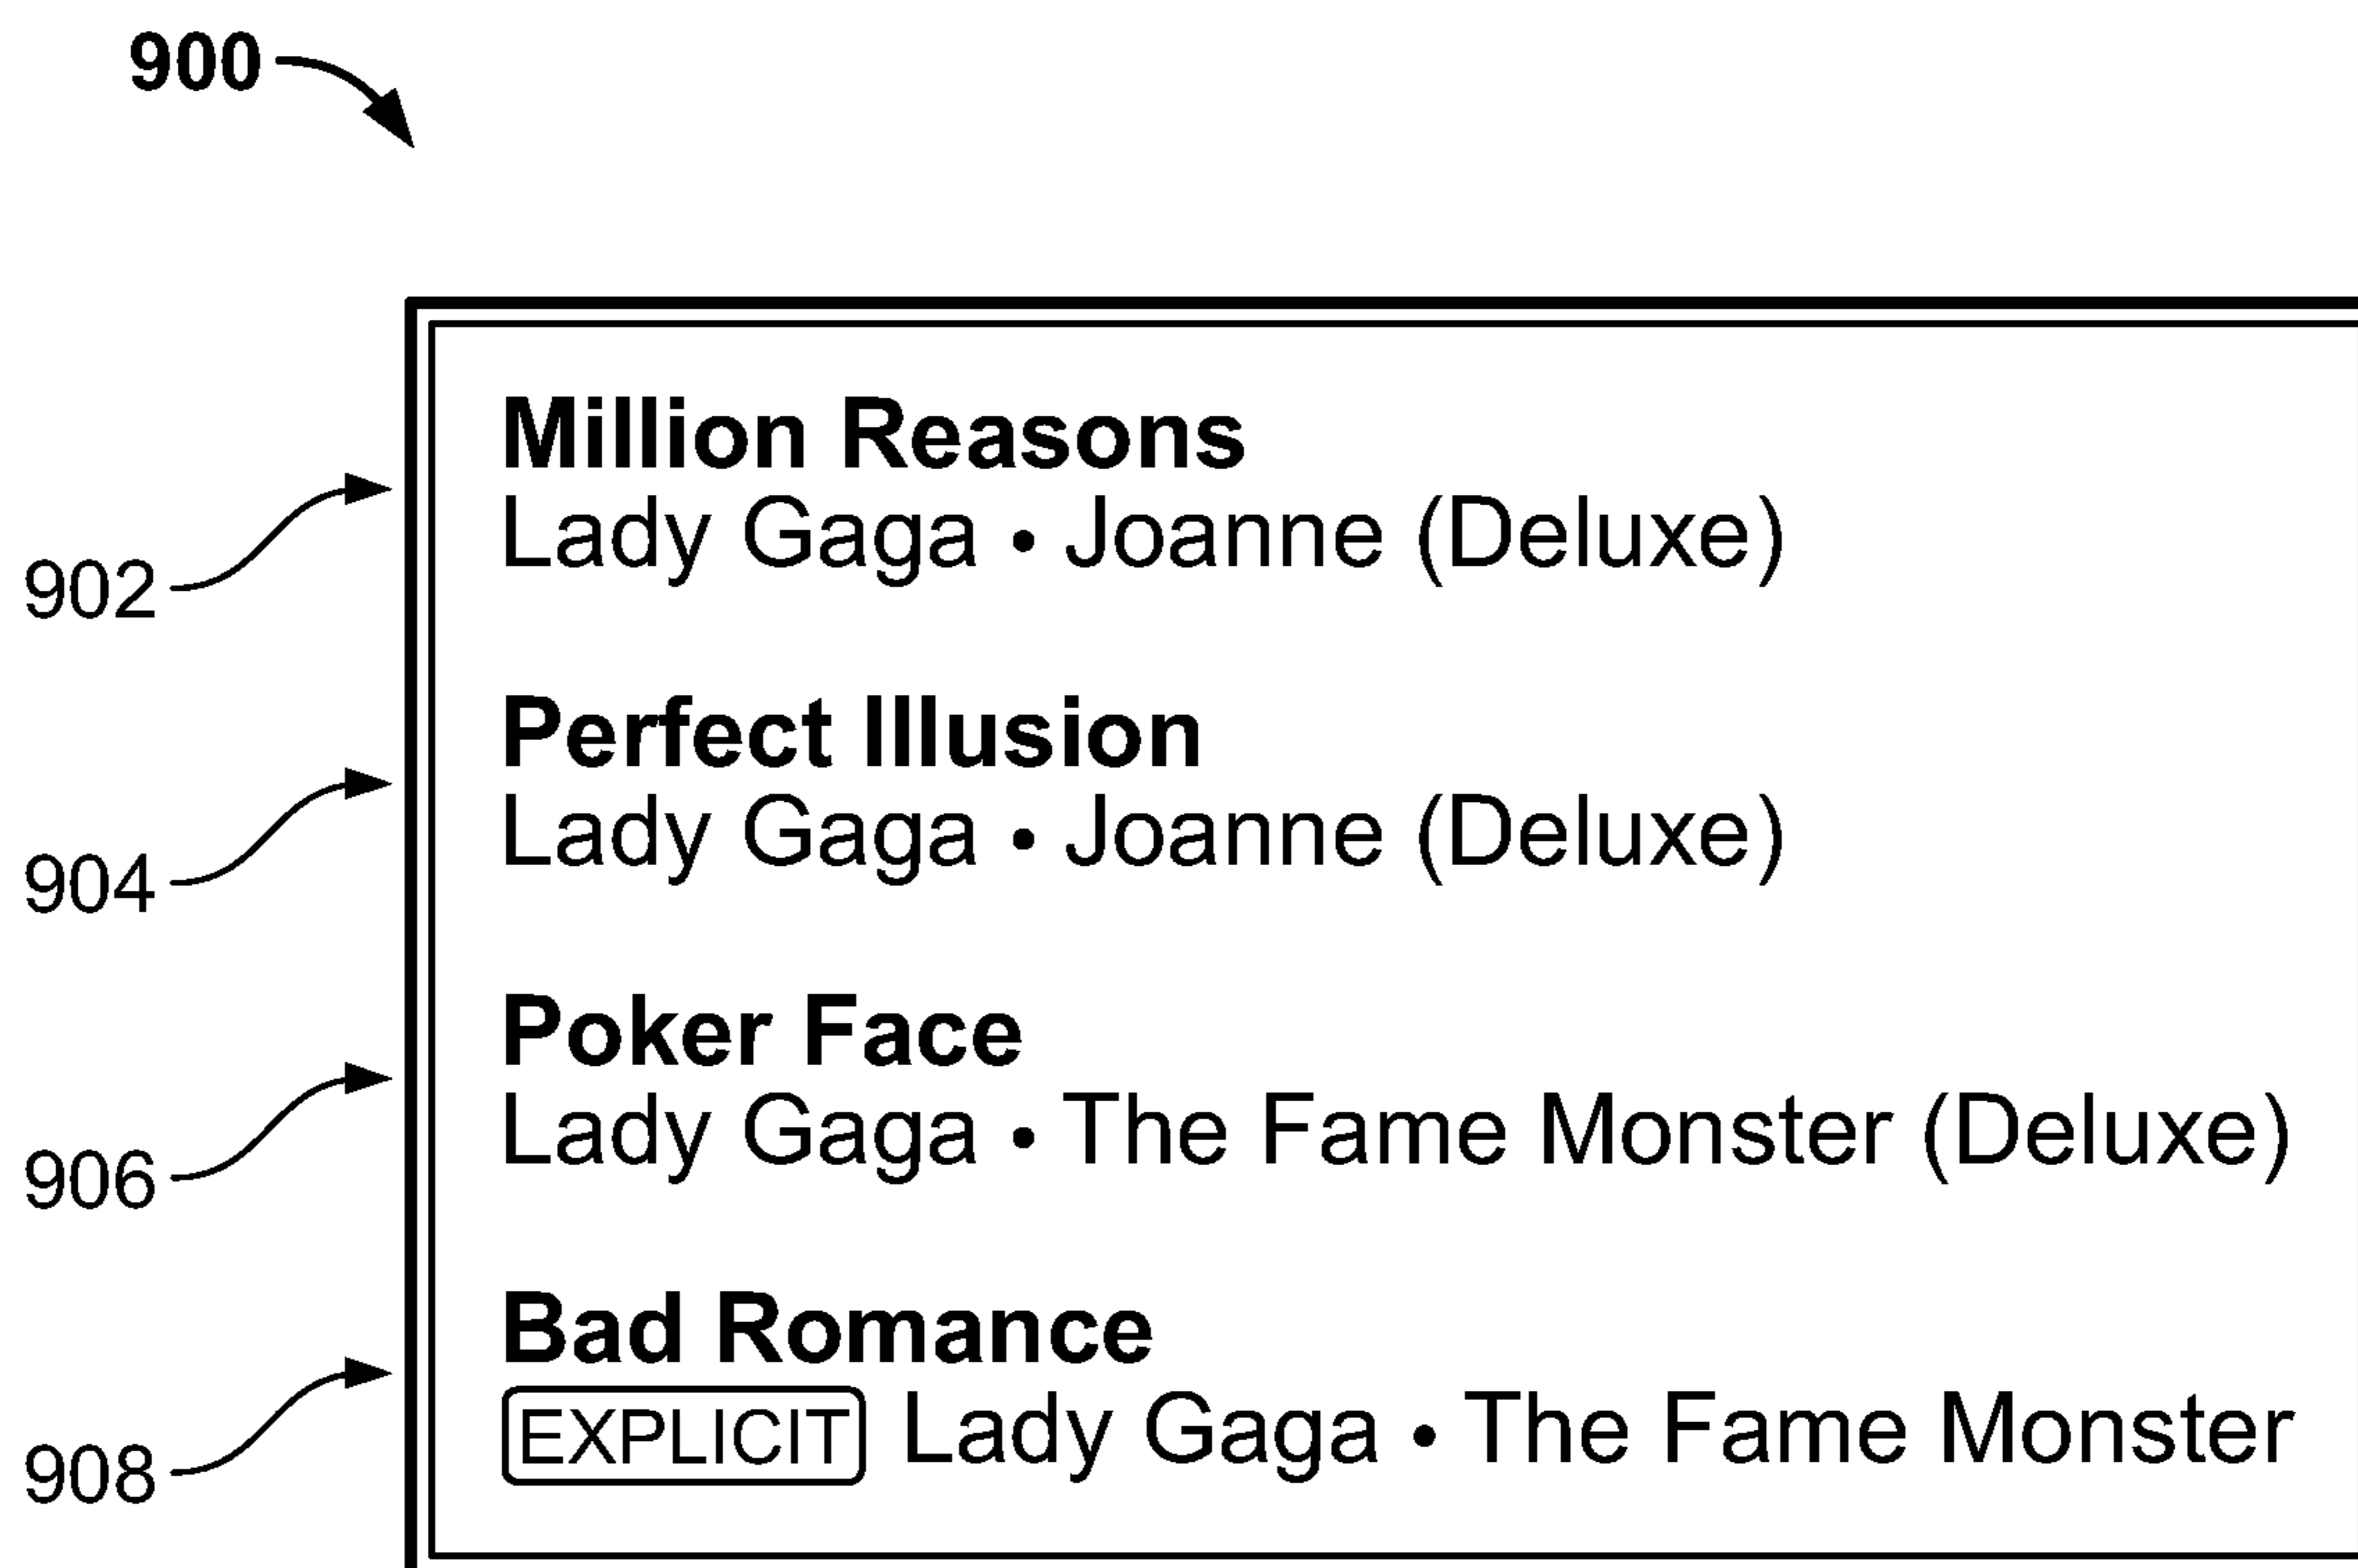 900
Million Reasons
Lady Gaga • Joanne (Deluxe)
902
Perfect Illusion
Lady Gaga • Joanne (Deluxe)
904
Poker Face
Lady Gaga • The Fame Monster (Deluxe)
906
Bad Romance
EXPLICIT Lady Gaga • The Fame Monster
908